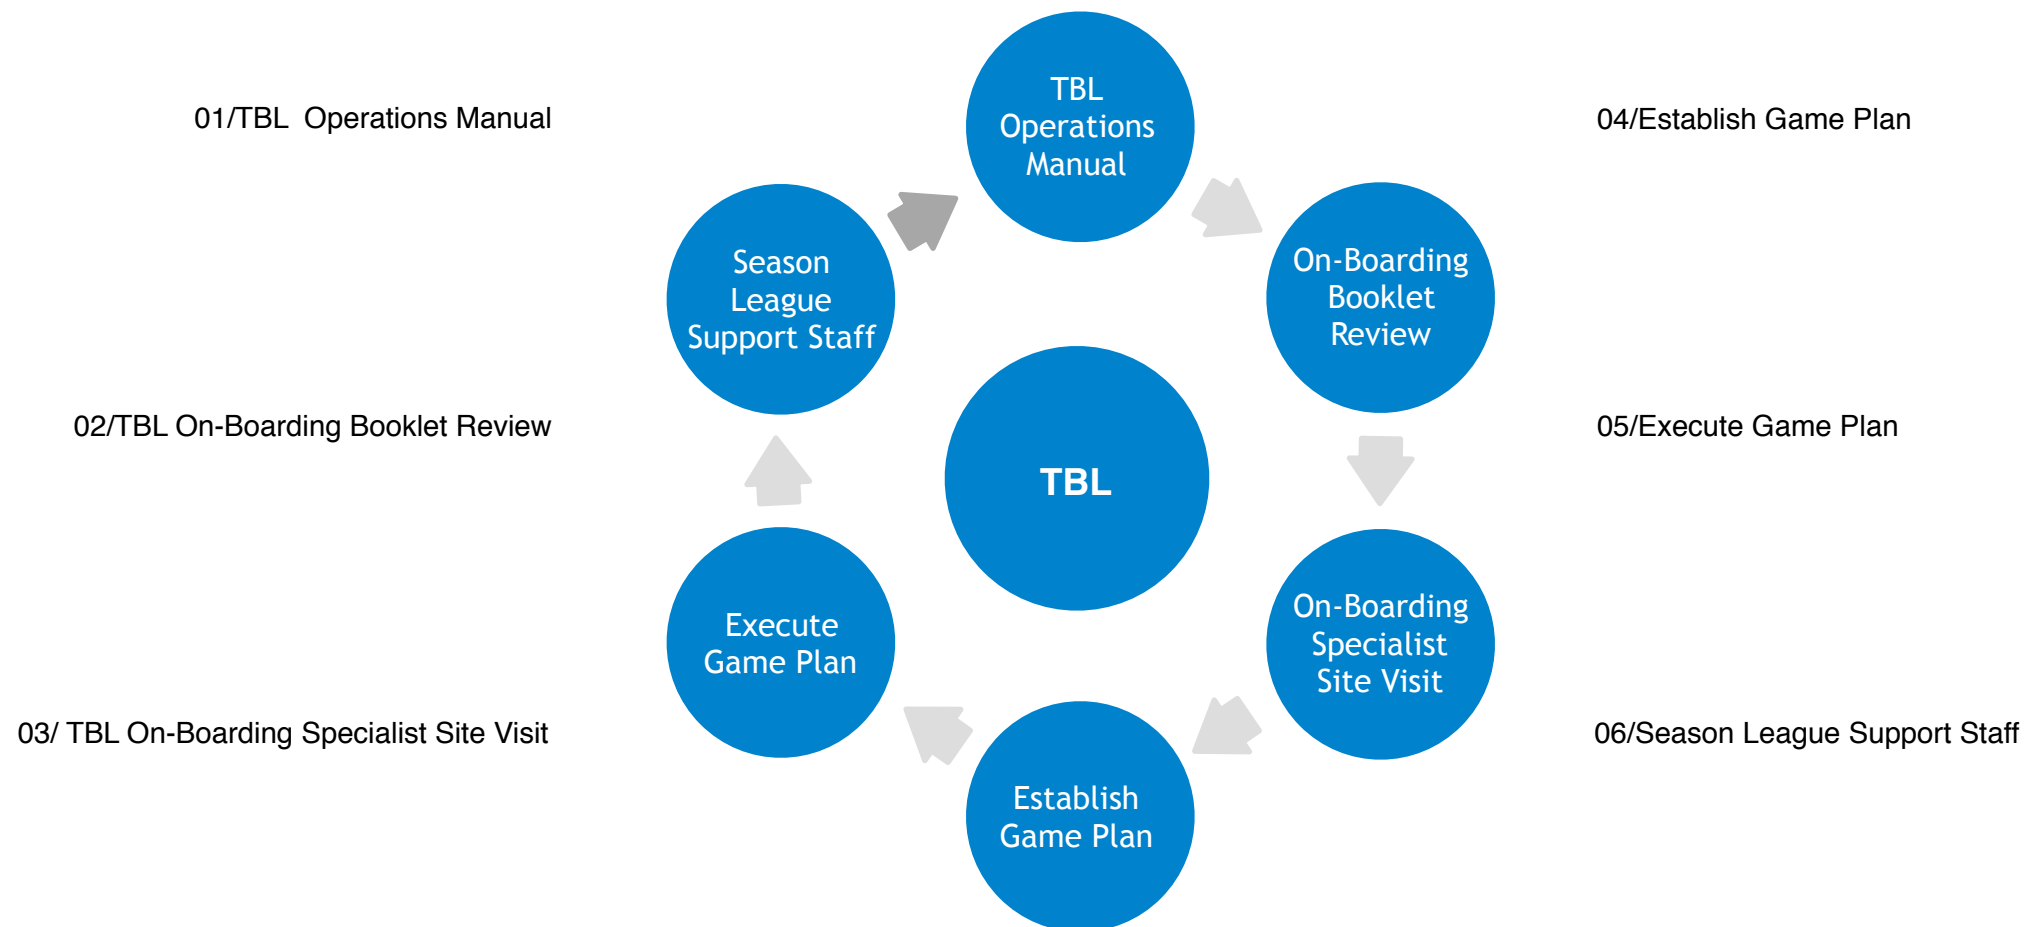 01/TBL  Operations Manual
02/TBL On-Boarding Booklet Review
03/ TBL On-Boarding Specialist Site Visit
TBL
Operations
Manual
On-Boarding
Booklet
Review
On-Boarding
Specialist
Site Visit
Establish
Game Plan
Execute
Game Plan
Season
League
Support Staff
TBL
04/Establish Game Plan
05/Execute Game Plan
06/Season League Support Staff